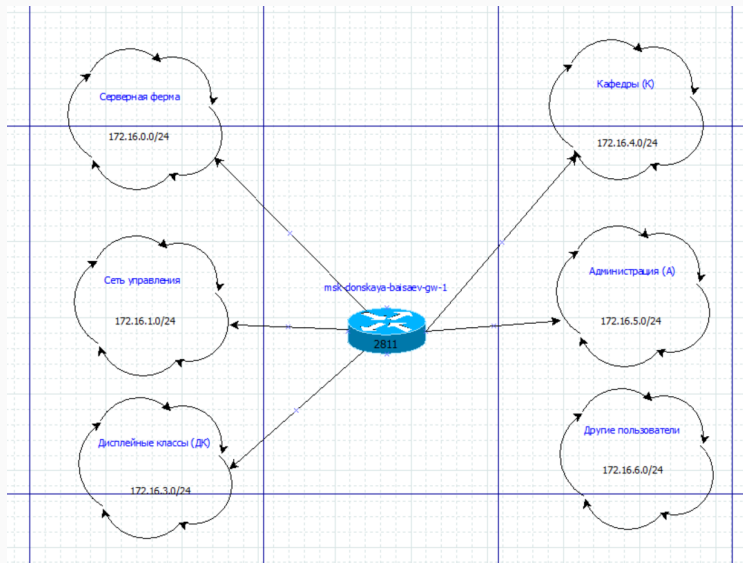 Серверная ферма
172.16.0.0/24
Кафедры (К)
172.16.4.0/24
Сеть управления
172.16.1.0/24
msk-donskaya-baisaev-gw-1
2811
Администрация (А)
172.16.5.0/24
Дисплейные классы (ДК)
172.16.3.0/24
Другие пользователи
172.16.6.0/24